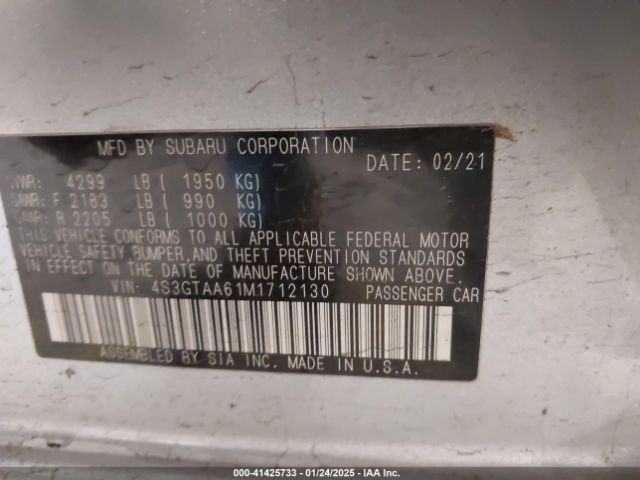 MFD BY SUBARU CORPORATION
DATE: 02/21
GVWR: 4299 LB ( 1950 KG)
GAWR: F 2183 LB ( 990 KG)
GAWR: R 2205 LB ( 1000 KG)
THIS VEHICLE CONFORMS TO ALL APPLICABLE FEDERAL MOTOR
VEHICLE SAFETY, BUMPER, AND THEFT PREVENTION STANDARDS
IN EFFECT ON THE DATE OF MANUFACTURE SHOWN ABOVE.
VIN: 4S3GTAA61M1712130 PASSENGER CAR
ASSEMBLED BY SIA INC. MADE IN U.S.A.
000-41425733 - 01/24/2025 - IAA Inc.